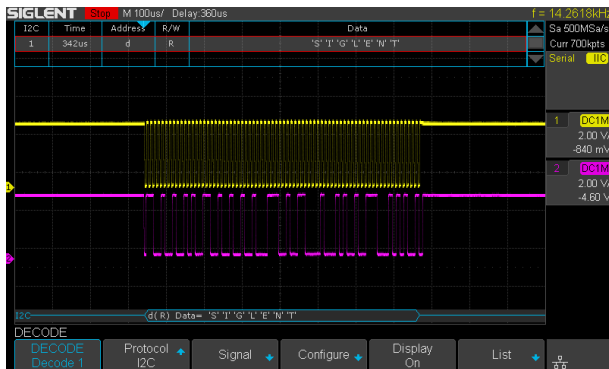 SIGLENT Stop M 100us/ Delay:360us f = 14.2618kHz
I2C Time Address R/W Data Sa 500MSa/s
1 342us d R 'S' 'I' 'G' 'L' 'E' 'N' 'T' Curr 700kpts
Serial IIC
1 DC1M
2.00 V/
-840 mV
2 DC1M
2.00 V/
-4.60 V
1
2
I2C d( R) Data= 'S' 'I' 'G' 'L' 'E' 'N' 'T'
DECODE
DECODE Protocol Signal Configure Display List
Decode 1 I2C On